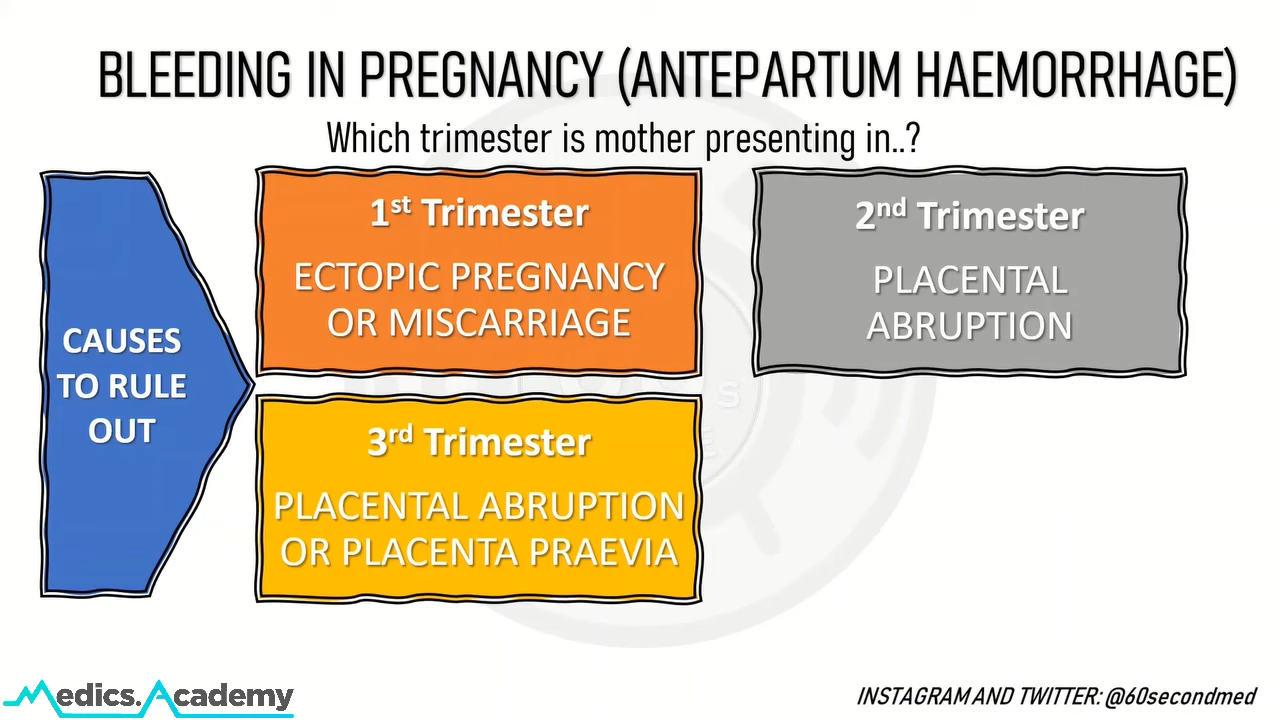 BLEEDING IN PREGNANCY (ANTEPARTUM HAEMORRHAGE)
Which trimester is mother presenting in..?
CAUSES
TO RULE
OUT
1st Trimester
ECTOPIC PREGNANCY
OR MISCARRIAGE
2nd Trimester
PLACENTAL
ABRUPTION
3rd Trimester
PLACENTAL ABRUPTION
OR PLACENTA PRAEVIA
Medics.Academy
INSTAGRAM AND TWITTER: @60secondmed